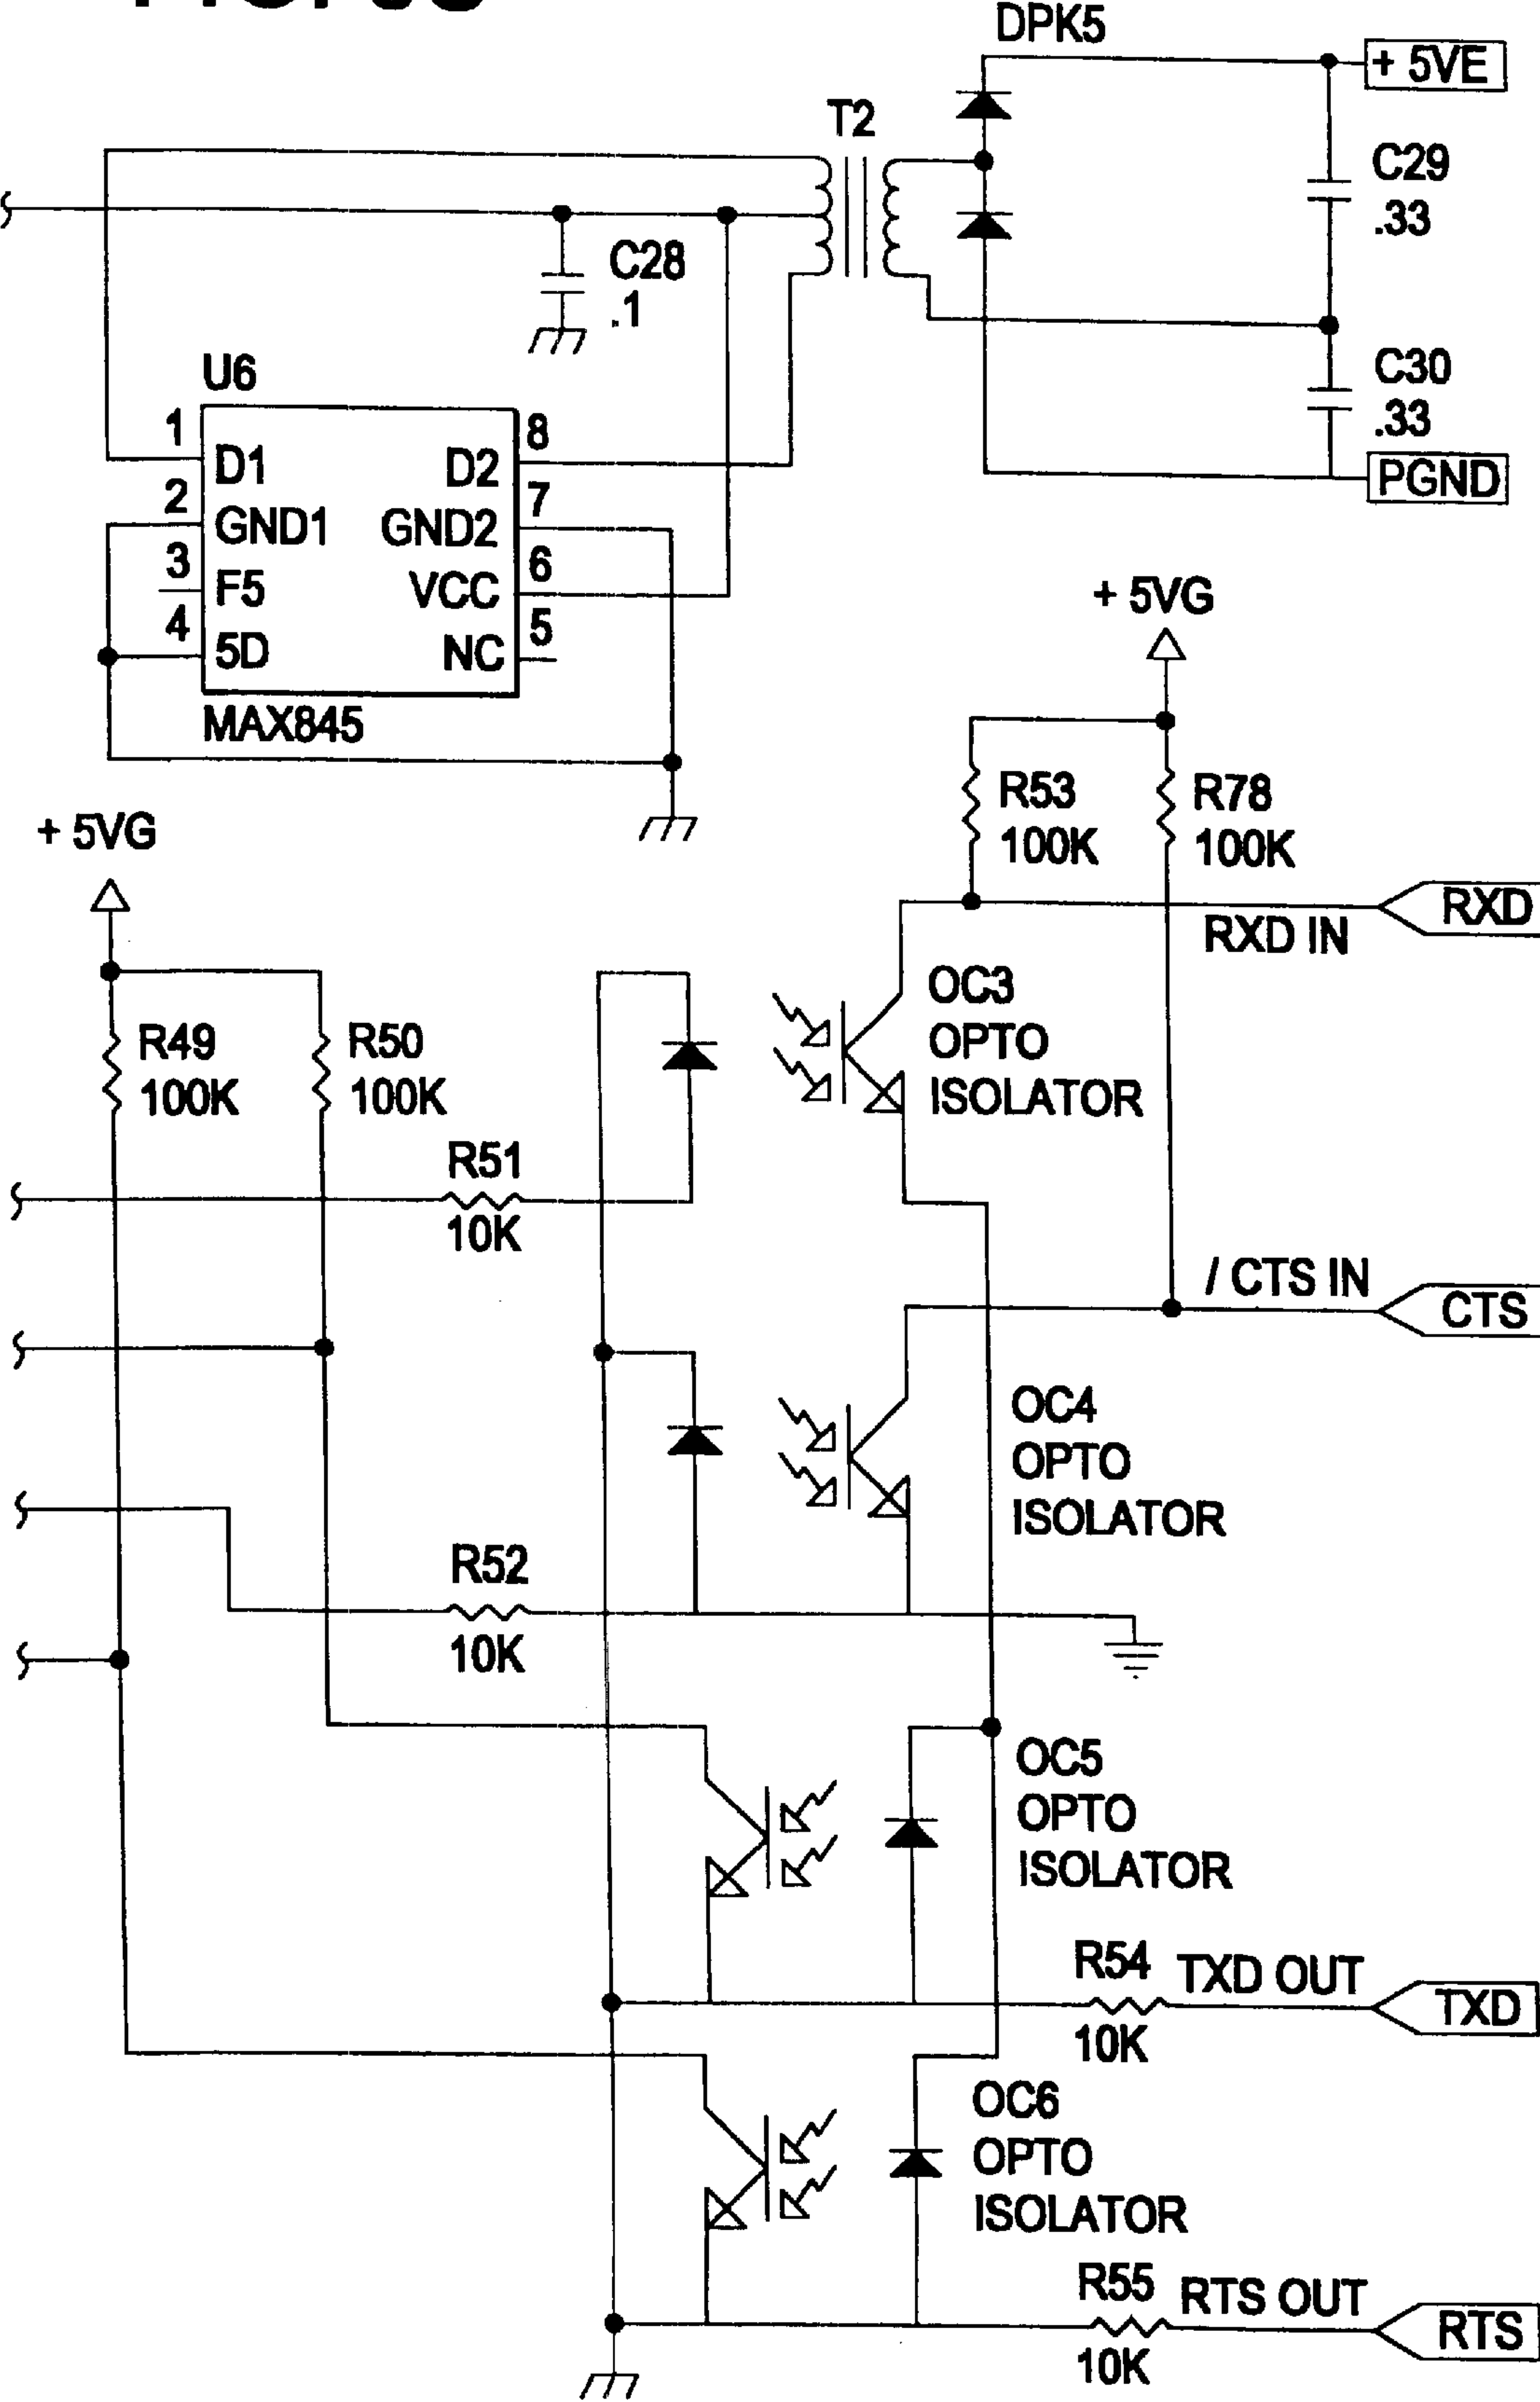 DPK5
+ 5VE
T2
C29
.33
C28
.1
C30
.33
PGND
U6
1
D1
2
GND1
3
F5
4
5D
8
D2
7
GND2
6
VCC
5
NC
MAX845
+ 5VG
R53
100K
R78
100K
RXD
RXD IN
+ 5VG
R49
100K
R50
100K
OC3
OPTO
ISOLATOR
R51
10K
/ CTS IN
CTS
OC4
OPTO
ISOLATOR
R52
10K
OC5
OPTO
ISOLATOR
R54
10K
TXD OUT
TXD
OC6
OPTO
ISOLATOR
R55
10K
RTS OUT
RTS